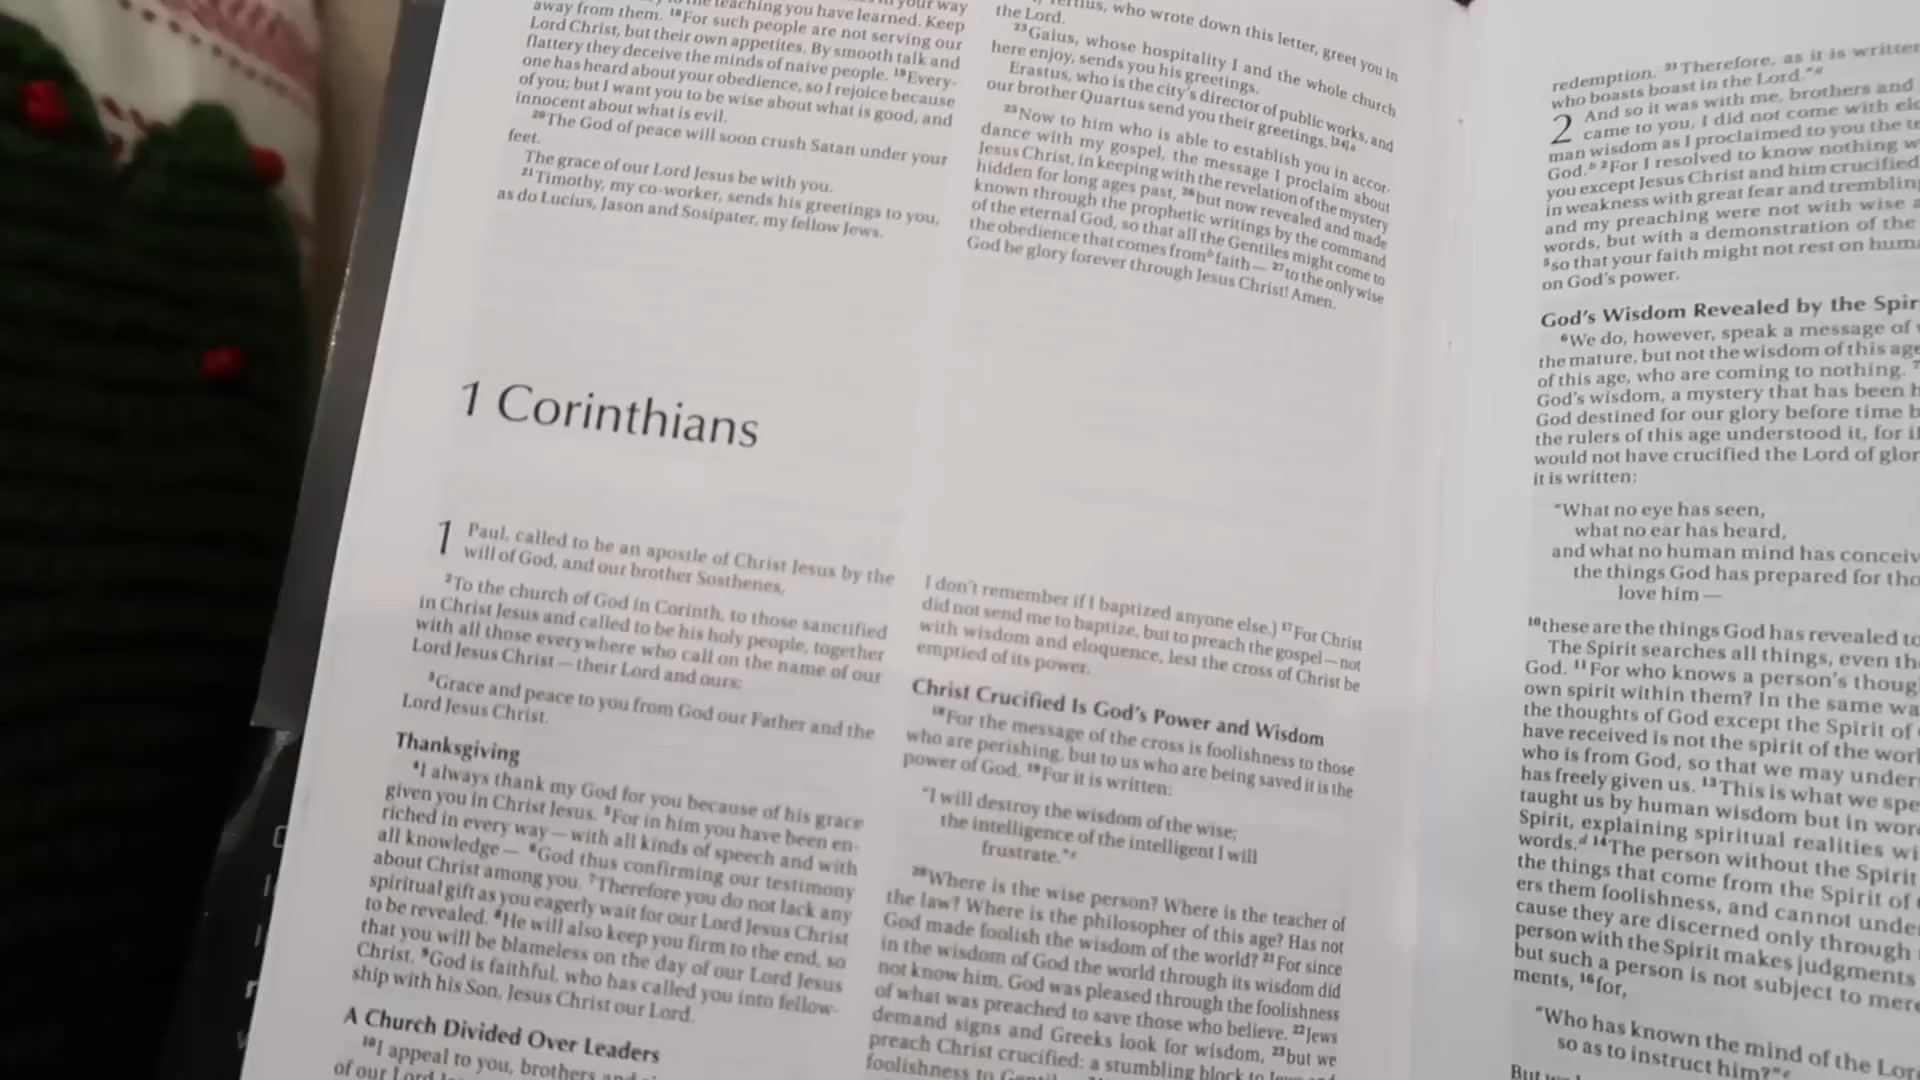 teaching you have learned. Keep
away from them. 18For such people are not serving our
Lord Christ, but their own appetites. By smooth talk and
flattery they deceive the minds of naive people. 19Every-
one has heard about your obedience, so I rejoice because
of you; but I want you to be wise about what is good, and
innocent about what is evil.
20The God of peace will soon crush Satan under your
feet.
The grace of our Lord Jesus be with you.
21Timothy, my co-worker, sends his greetings to you,
as do Lucius, Jason and Sosipater, my fellow Jews.
who wrote down this letter, greet you in
the Lord.
23Gaius, whose hospitality I and the whole church
here enjoy, sends you his greetings.
Erastus, who is the city's director of public works, and
our brother Quartus send you their greetings. [24]a
25Now to him who is able to establish you in accor-
dance with my gospel, the message I proclaim about
Jesus Christ, in keeping with the revelation of the mystery
hidden for long ages past, 26but now revealed and made
known through the prophetic writings by the command
of the eternal God, so that all the Gentiles might come to
the obedience that comes fromb faith— 27to the only wise
God be glory forever through Jesus Christ! Amen.
1 Corinthians
1 Paul, called to be an apostle of Christ Jesus by the
will of God, and our brother Sosthenes,
2To the church of God in Corinth, to those sanctified
in Christ Jesus and called to be his holy people, together
with all those everywhere who call on the name of our
Lord Jesus Christ—their Lord and ours:
3Grace and peace to you from God our Father and the
Lord Jesus Christ.
Thanksgiving
4I always thank my God for you because of his grace
given you in Christ Jesus. 5For in him you have been en-
riched in every way—with all kinds of speech and with
all knowledge— 6God thus confirming our testimony
about Christ among you. 7Therefore you do not lack any
spiritual gift as you eagerly wait for our Lord Jesus Christ
to be revealed. 8He will also keep you firm to the end, so
that you will be blameless on the day of our Lord Jesus
Christ. 9God is faithful, who has called you into fellow-
ship with his Son, Jesus Christ our Lord.
A Church Divided Over Leaders
10I appeal to you, brothers and
of our Lord
I don't remember if I baptized anyone else.) 17For Christ
did not send me to baptize, but to preach the gospel—not
with wisdom and eloquence, lest the cross of Christ be
emptied of its power.
Christ Crucified Is God's Power and Wisdom
18For the message of the cross is foolishness to those
who are perishing, but to us who are being saved it is the
power of God. 19For it is written:
"I will destroy the wisdom of the wise;
the intelligence of the intelligent I will
frustrate."c
20Where is the wise person? Where is the teacher of
the law? Where is the philosopher of this age? Has not
God made foolish the wisdom of the world? 21For since
in the wisdom of God the world through its wisdom did
not know him, God was pleased through the foolishness
of what was preached to save those who believe. 22Jews
demand signs and Greeks look for wisdom, 23but we
preach Christ crucified: a stumbling block to Jews and
foolishness to
redemption. 31Therefore, as it is written
who boasts boast in the Lord."a
2 And so it was with me, brothers and
came to you, I did not come with
man wisdom as I proclaimed to you the
God.b 2For I resolved to know nothing
you except Jesus Christ and him crucified
in weakness with great fear and trembling
and my preaching were not with wise
words, but with a demonstration of the
5so that your faith might not rest on
on God's power.
God's Wisdom Revealed by the
6We do, however, speak a message of
the mature, but not the wisdom of this age
of this age, who are coming to nothing.
God's wisdom, a mystery that has been
God destined for our glory before time
the rulers of this age understood it, for
would not have crucified the Lord of
it is written:
"What no eye has seen,
what no ear has heard,
and what no human mind has
the things God has prepared for
love him—
10these are the things God has revealed to
The Spirit searches all things, even
God. 11For who knows a person's
own spirit within them? In the same
the thoughts of God except the Spirit of
have received is not the spirit of the
who is from God, so that we may
has freely given us. 13This is what we
taught us by human wisdom but in
Spirit, explaining spiritual realities
words.d 14The person without the Spirit
the things that come from the Spirit of
ers them foolishness, and cannot
cause they are discerned only through
person with the Spirit makes judgments
but such a person is not subject to
ments, 16for,
"Who has known the mind of the
so as to instruct him?"e
But